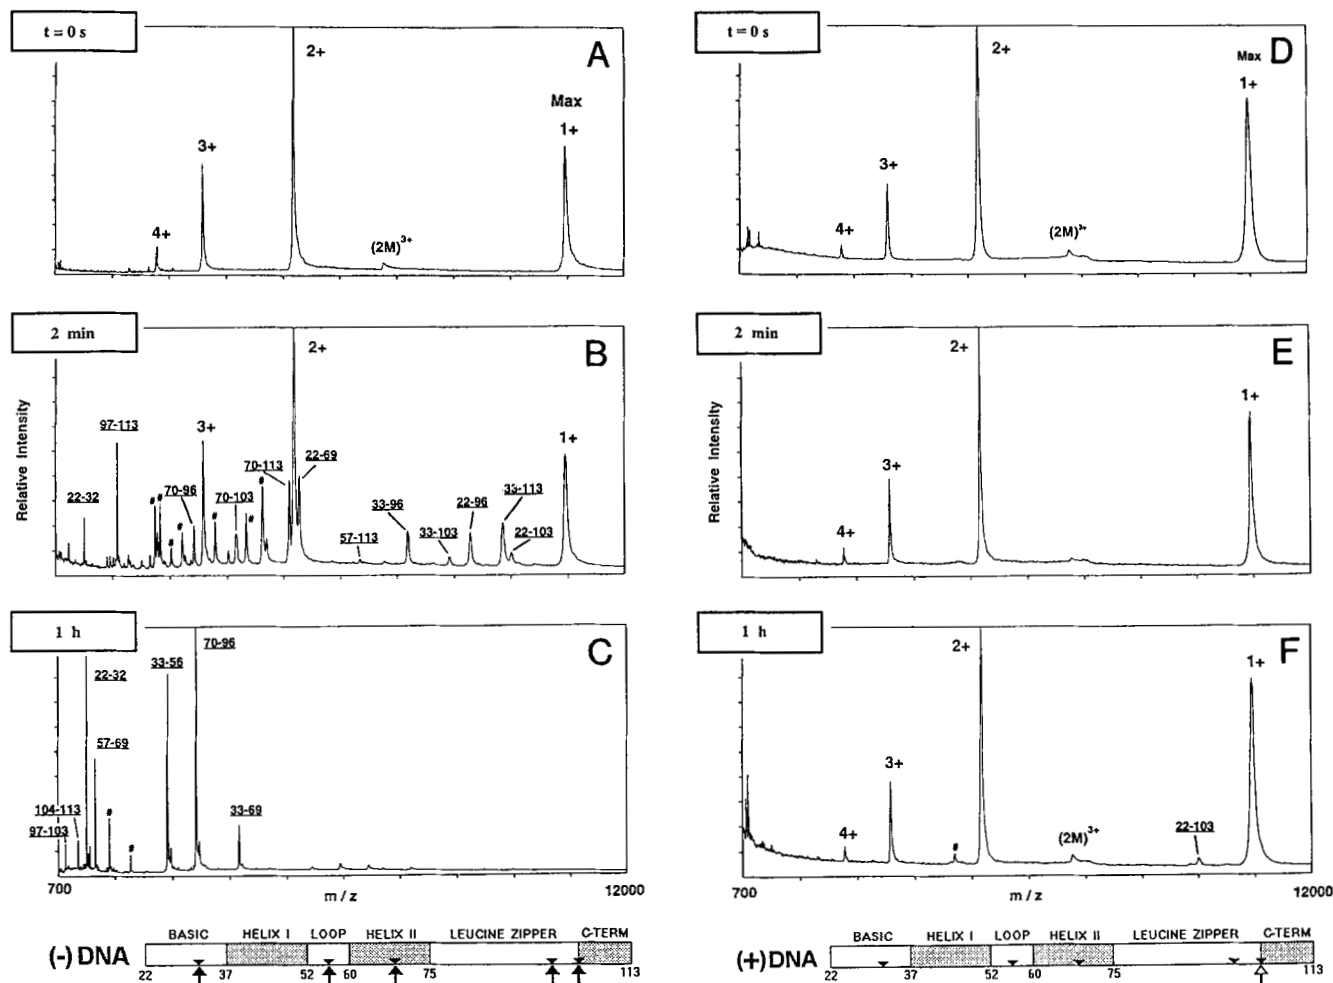 t = 0 s
A
2+
Max
1+
3+
4+
(2M)3+
2 min
B
2+
Relative Intensity
97-113
3+
1+
22-32
#
#
70-96
#
#
70-103
#
#
70-113
22-69
57-113
33-96
33-103
22-96
33-113
22-103
1 h
C
70-96
22-32
33-56
57-69
104-113
97-103
#
#
33-69
700
m / z
12000
(-) DNA
BASIC
HELIX I
LOOP
HELIX II
LEUCINE ZIPPER
C-TERM
22
37
52
60
75
113
t = 0 s
D
2+
Max
1+
3+
4+
(2M)3+
2 min
E
2+
Relative Intensity
1+
3+
4+
1 h
F
2+
1+
3+
4+
#
(2M)3+
22-103
700
m / z
12000
(+) DNA
BASIC
HELIX I
LOOP
HELIX II
LEUCINE ZIPPER
C-TERM
22
37
52
60
75
113